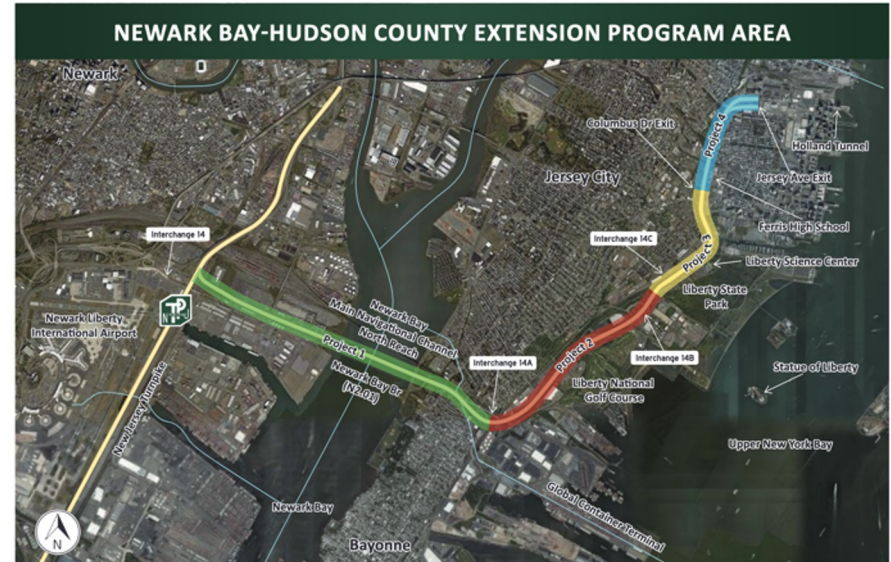 NEWARK BAY-HUDSON COUNTY EXTENSION PROGRAM AREA
Newark
Columbus Dr Exit
Project 4
Holland Tunnel
Jersey City
Jersey Ave Exit
Ferris High School
Interchange 14
Interchange 14C
Project 3
Liberty Science Center
Liberty State
Park
Newark Liberty
International Airport
Newark Bay
Main Navigational Channel
North Reach
Project 1
Newark Bay Br
(N2.01)
Interchange 14A
Project 2
Interchange 14B
Liberty National
Golf Course
Statue of Liberty
New Jersey Turnpike
Upper New York Bay
Newark Bay
Global Container Terminal
Bayonne
N